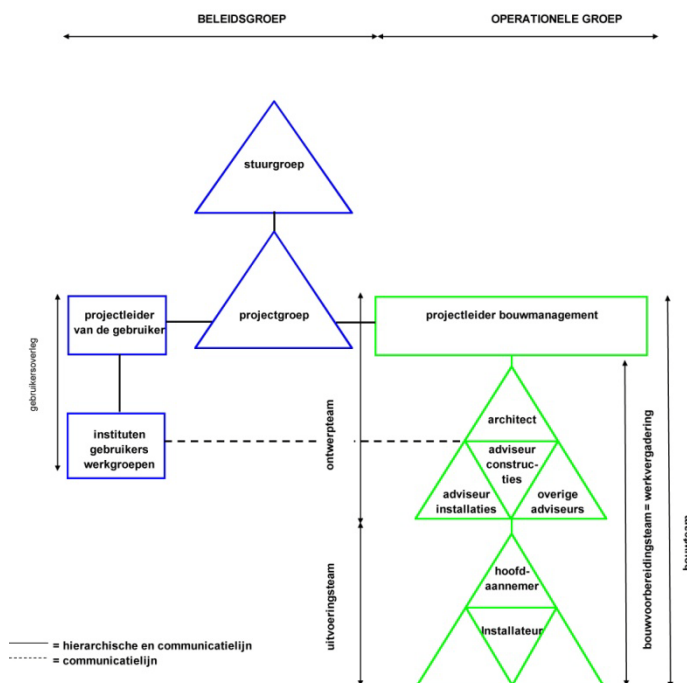 BELEIDSGROEP
OPERATIONELE GROEP
stuurgroep
projectgroep
projectleider
van de gebruiker
projectleider bouwmanagement
gebruikersoverleg
instituten
gebruikers
werkgroepen
ontwerpteam
architect
adviseur
construc-
ties
adviseur
installaties
overige
adviseurs
bouwvoorbereidingsteam = werkvergadering
bouwteam
uitvoeringsteam
hoofd-
aannemer
Installateur
= hierarchische en communicatielijn
= communicatielijn